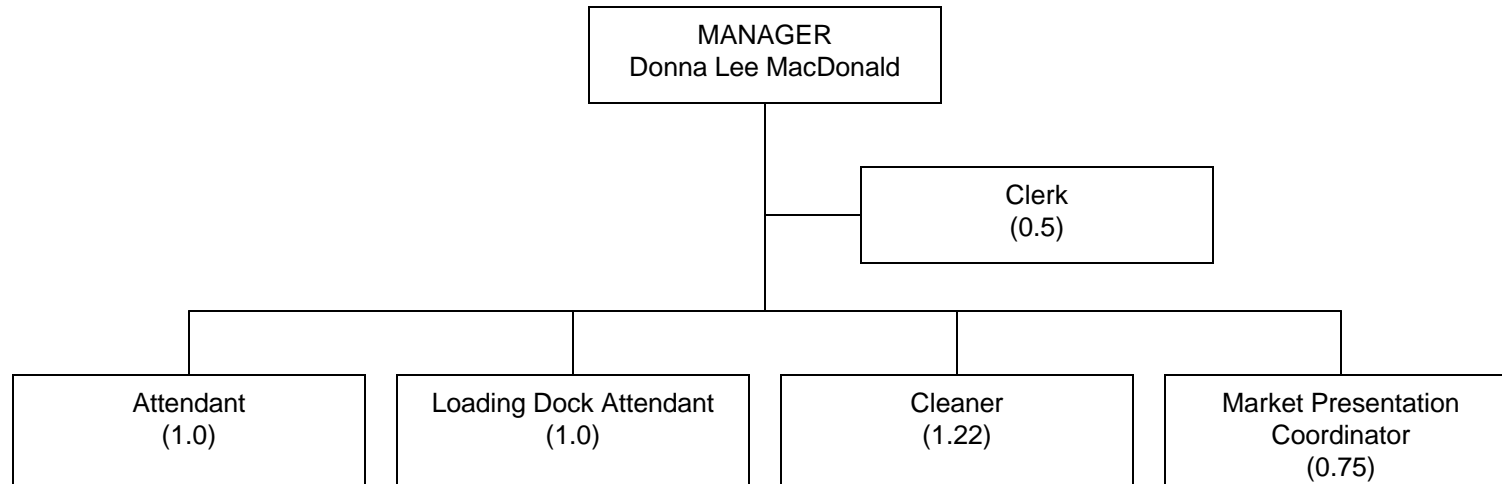 MANAGER
Donna Lee MacDonald
Clerk
(0.5)
Attendant
(1.0)
Loading Dock Attendant
(1.0)
Cleaner
(1.22)
Market Presentation
Coordinator
(0.75)